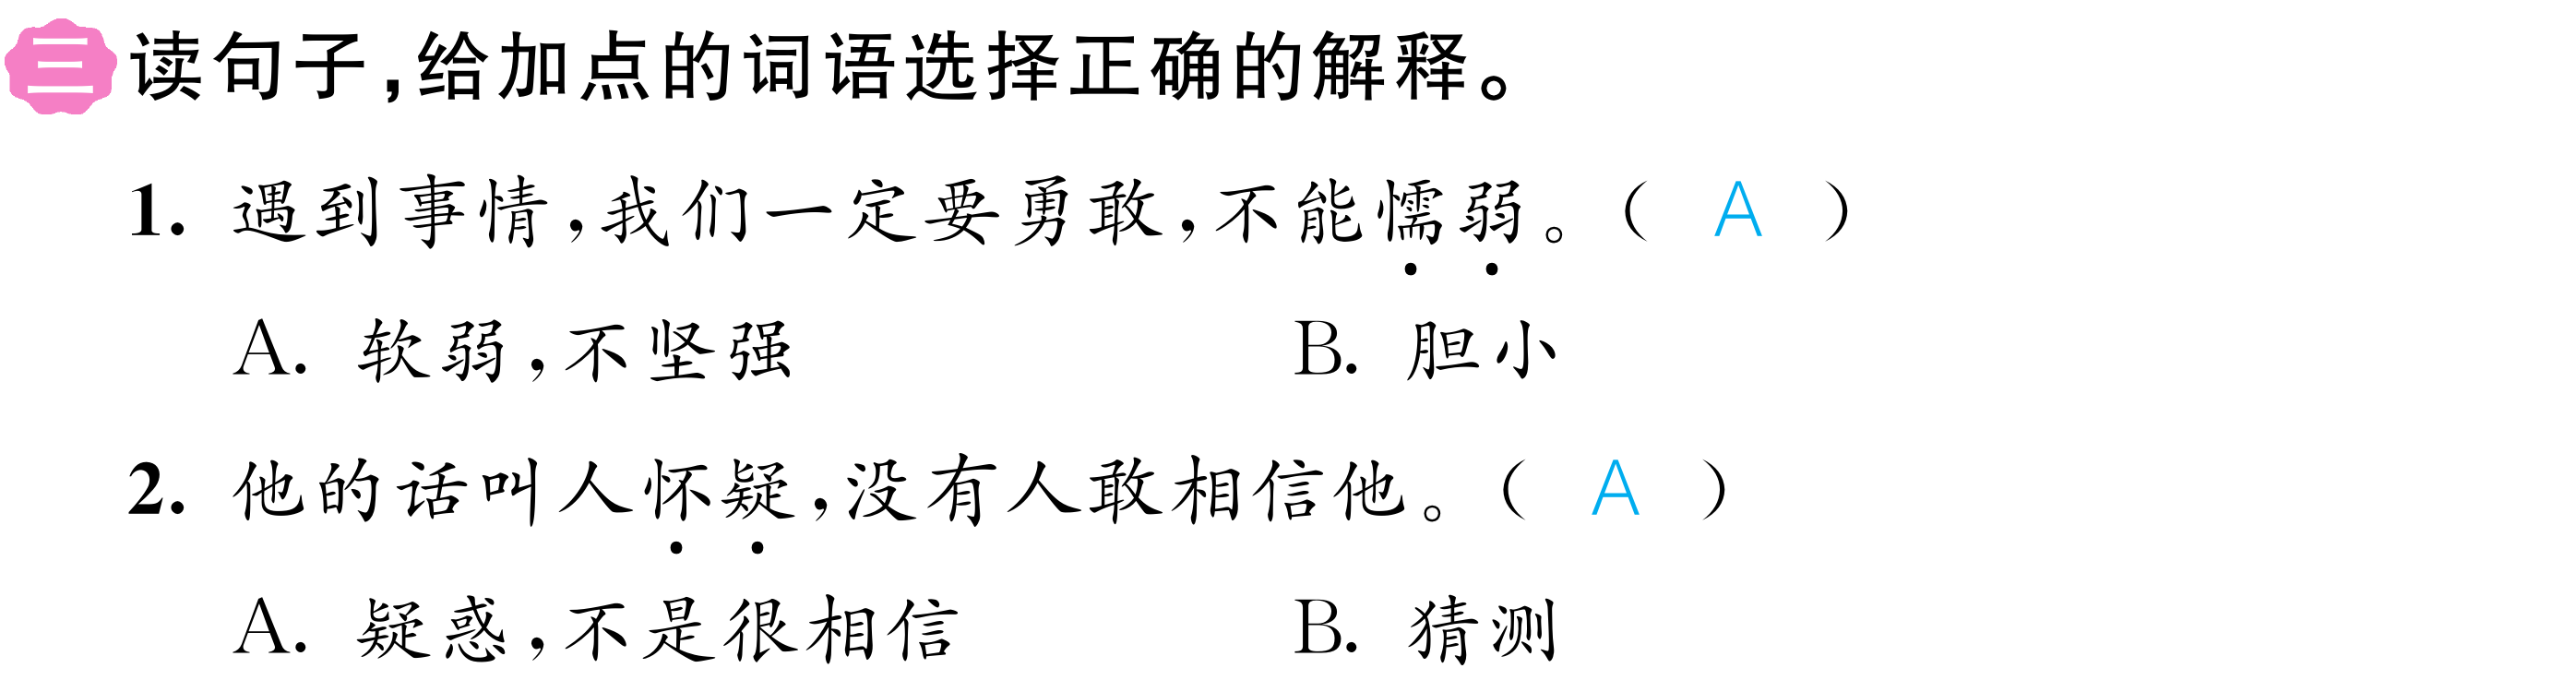 三 读句子,给加点的词语选择正确的解释。
1. 遇到事情,我们一定要勇敢,不能懦弱。( A )
A. 软弱,不坚强 B. 胆小
2. 他的话叫人怀疑,没有人敢相信他。( A )
A. 疑惑,不是很相信 B. 猜测